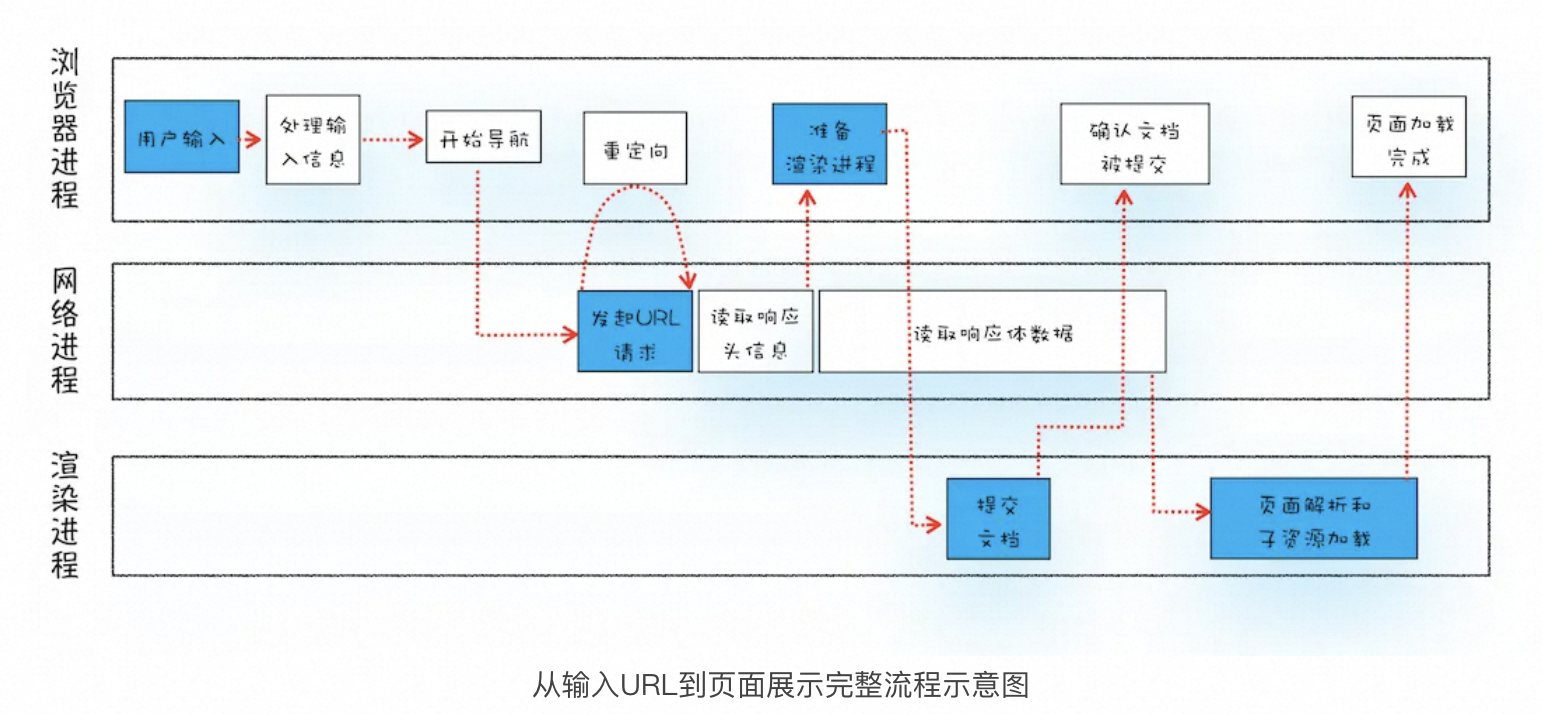 浏览器进程
用户输入
处理输
入信息
开始导航
重定向
准备
渲染进程
确认文档
被提交
页面加载
完成
网络进程
发起URL
请求
读取响应
头信息
读取响应体数据
渲染进程
提交
文档
页面解析和
子资源加载
从输入URL到页面展示完整流程示意图